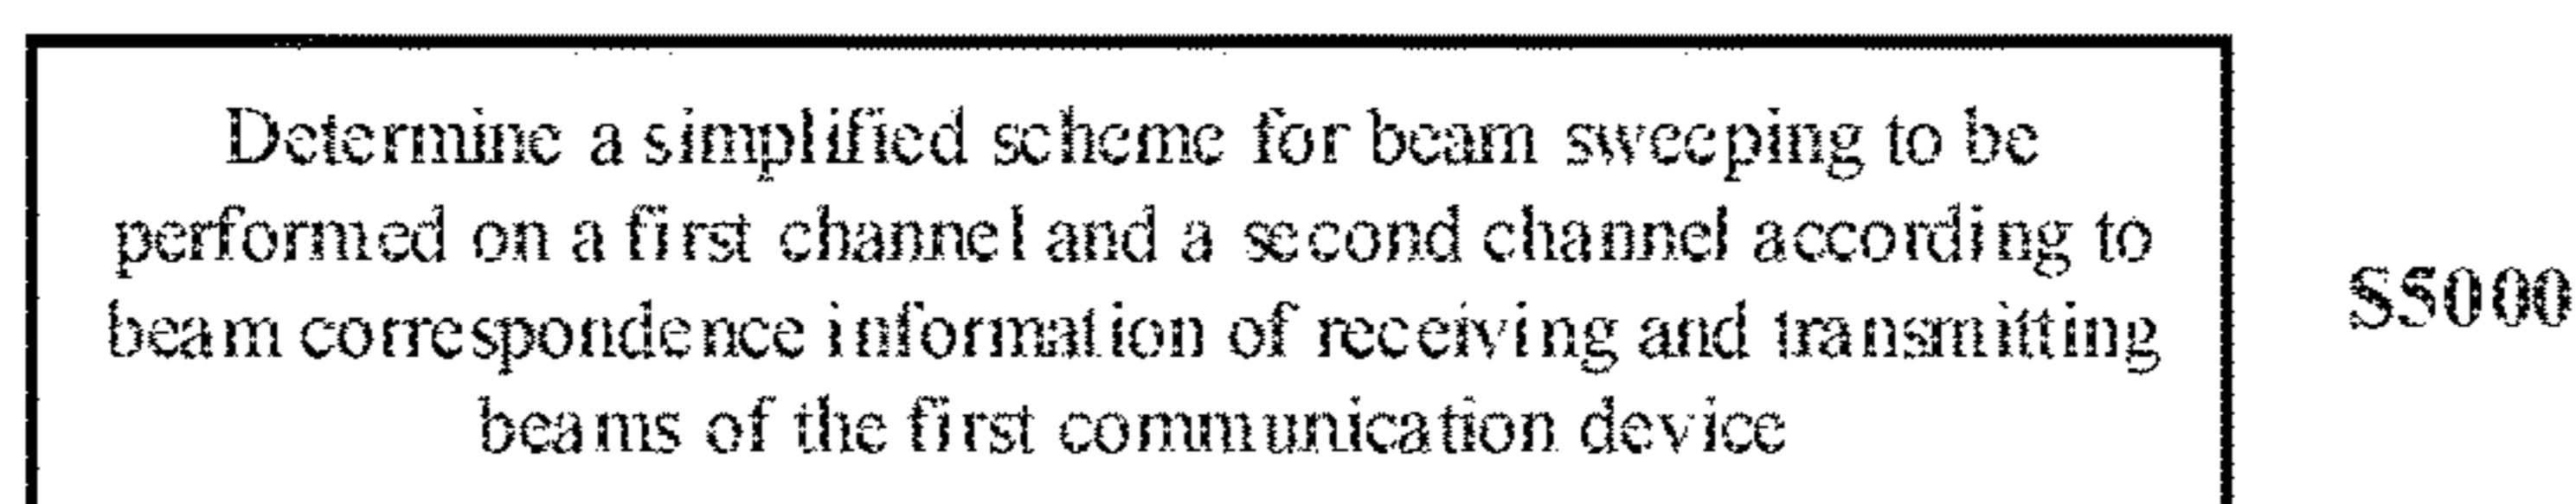 Determine a simplified scheme for beam sweeping to be
performed on a first channel and a second channel according to
beam correspondence information of receiving and transmitting
beams of the first communication device
S5000